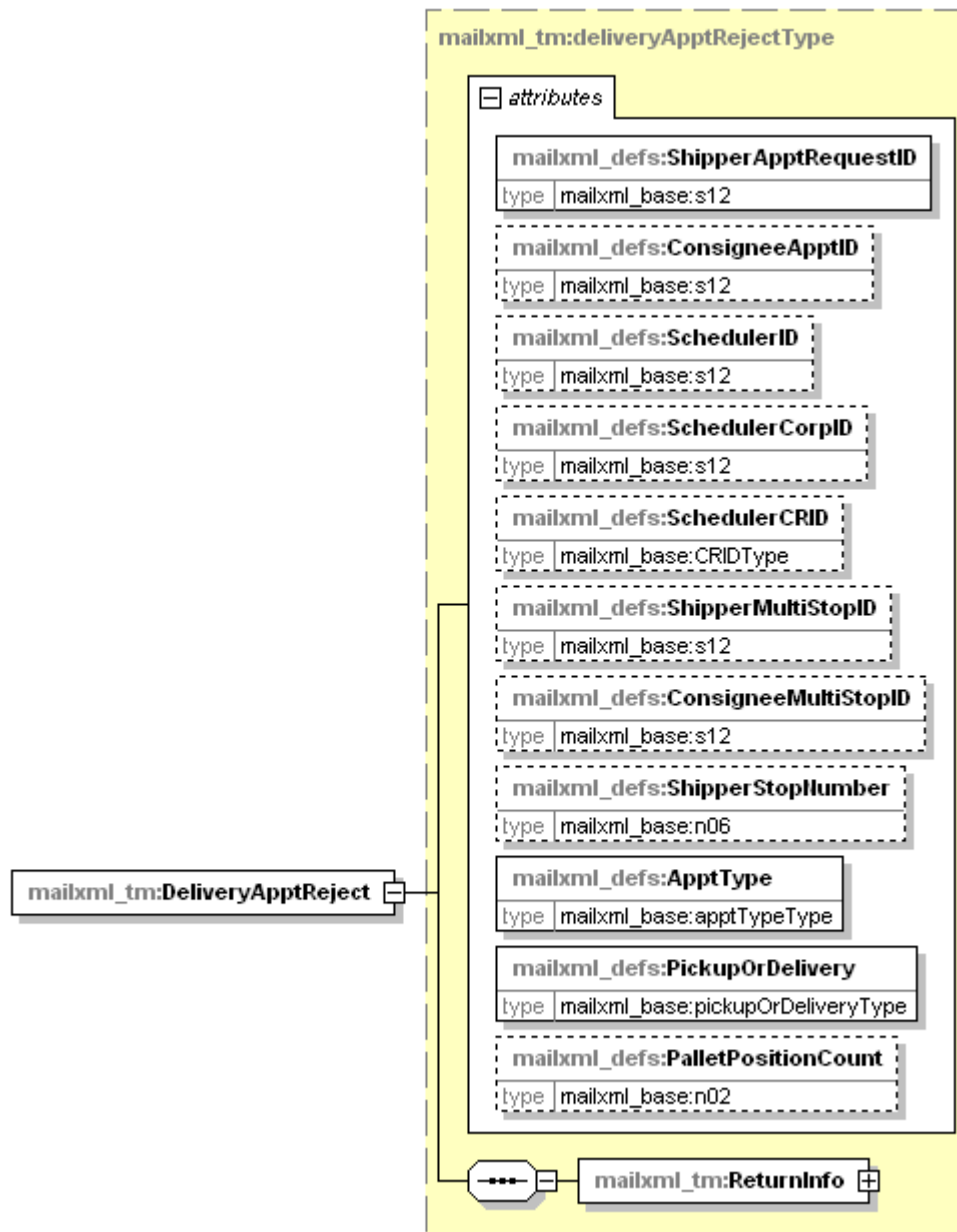 mailxml_tm:deliveryApptRejectType
attributes
mailxml_defs:ShipperApptRequestID
type mailxml_base:s12
mailxml_defs:ConsigneeApptID
type mailxml_base:s12
mailxml_defs:SchedulerID
type mailxml_base:s12
mailxml_defs:SchedulerCorpID
type mailxml_base:s12
mailxml_defs:SchedulerCRID
type mailxml_base:CRIDType
mailxml_defs:ShipperMultiStopID
type mailxml_base:s12
mailxml_defs:ConsigneeMultiStopID
type mailxml_base:s12
mailxml_defs:ShipperStopNumber
type mailxml_base:n06
mailxml_tm:DeliveryApptReject
mailxml_defs:ApptType
type mailxml_base:apptTypeType
mailxml_defs:PickupOrDelivery
type mailxml_base:pickupOrDeliveryType
mailxml_defs:PalletPositionCount
type mailxml_base:n02
mailxml_tm:ReturnInfo